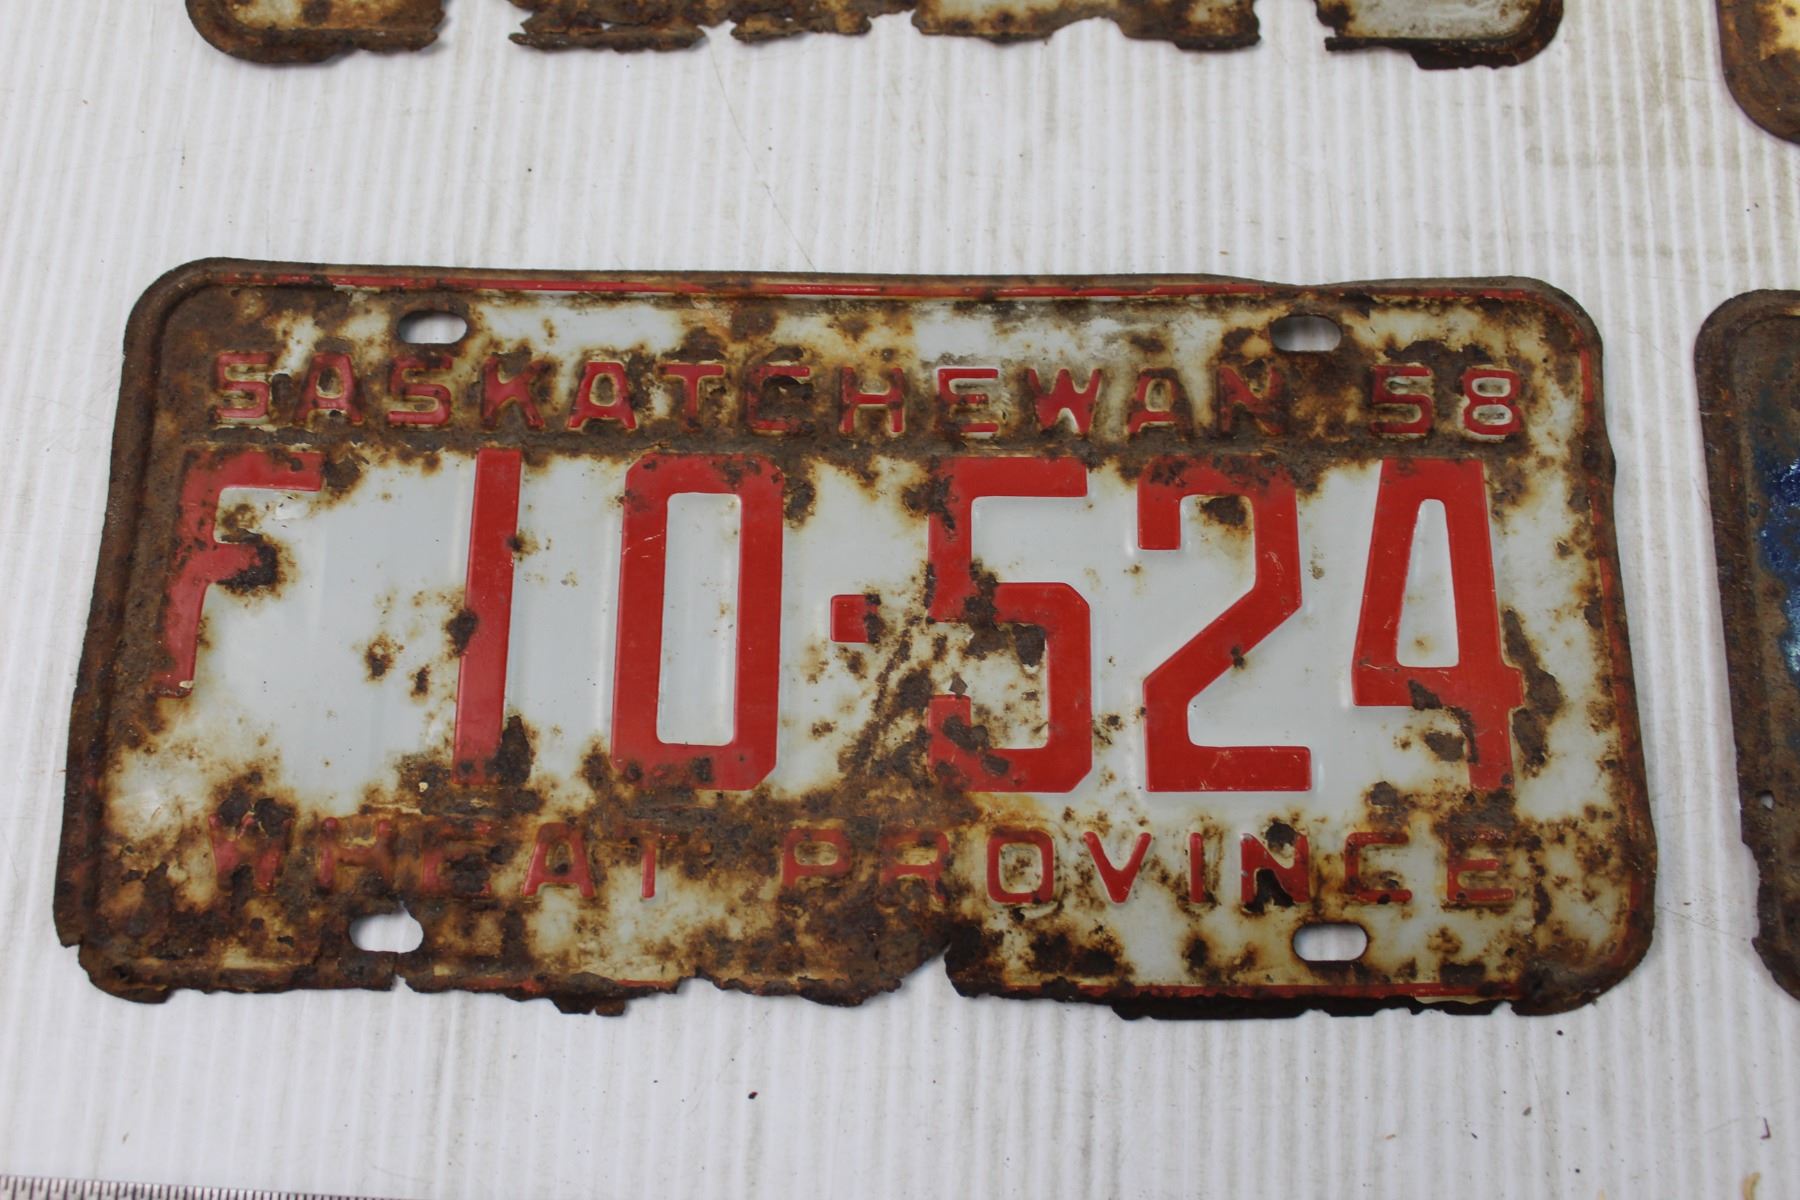 SASKATCHEWAN 58
F 10·524
WHEAT PROVINCE